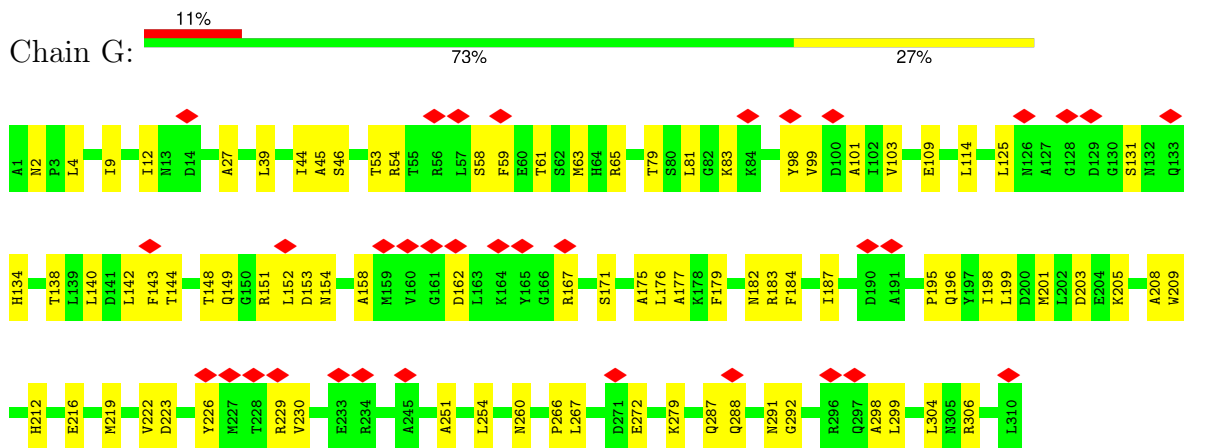 11%
Chain G:
73% 27%
A1 N2 P3 L4 I9 I12 N13 D14 A27 L39 I44 A45 S46 T53 R54 T55 R56 L57 S58 F59 E60 T61 S62 M63 H64 R65 T79 S80 L81 G82 K83 K84 Y98 V99 D100 A101 I102 V103 E109 L114 L125 N126 A127 G128 D129 G130 S131 N132 Q133
H134 T138 L139 L140 D141 L142 F143 T144 T148 Q149 G150 R151 L152 D153 N154 A158 M159 V160 G161 D162 L163 K164 Y165 G166 R167 S171 A175 L176 A177 K178 F179 N182 R183 F184 I187 D190 A191 P195 Q196 Y197 I198 L199 D200 M201 L202 D203 E204 K205 A208 W209
H212 E216 M219 V222 D223 Y226 M227 T228 R229 V230 E233 R234 A245 A251 L254 N260 P266 L267 D271 E272 K279 Q287 Q288 N291 G292 R296 Q297 A298 L299 L304 N305 R306 L310